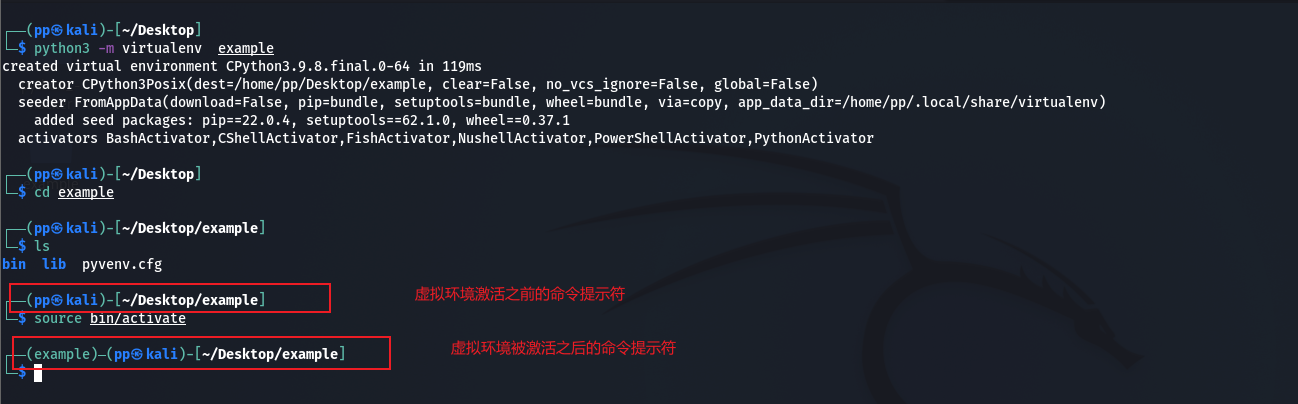 ┌──(pp㉿kali)-[~/Desktop]
└─$ python3 -m virtualenv  example
created virtual environment CPython3.9.8.final.0-64 in 119ms
  creator CPython3Posix(dest=/home/pp/Desktop/example, clear=False, no_vcs_ignore=False, global=False)
  seeder FromAppData(download=False, pip=bundle, setuptools=bundle, wheel=bundle, via=copy, app_data_dir=/home/pp/.local/share/virtualenv)
    added seed packages: pip==22.0.4, setuptools==62.1.0, wheel==0.37.1
  activators BashActivator,CShellActivator,FishActivator,NushellActivator,PowerShellActivator,PythonActivator
┌──(pp㉿kali)-[~/Desktop]
└─$ cd example
┌──(pp㉿kali)-[~/Desktop/example]
└─$ ls
bin  lib  pyvenv.cfg
┌──(pp㉿kali)-[~/Desktop/example] 虚拟环境激活之前的命令提示符
└─$ source bin/activate
┌──(example)─(pp㉿kali)-[~/Desktop/example] 虚拟环境被激活之后的命令提示符
└─$